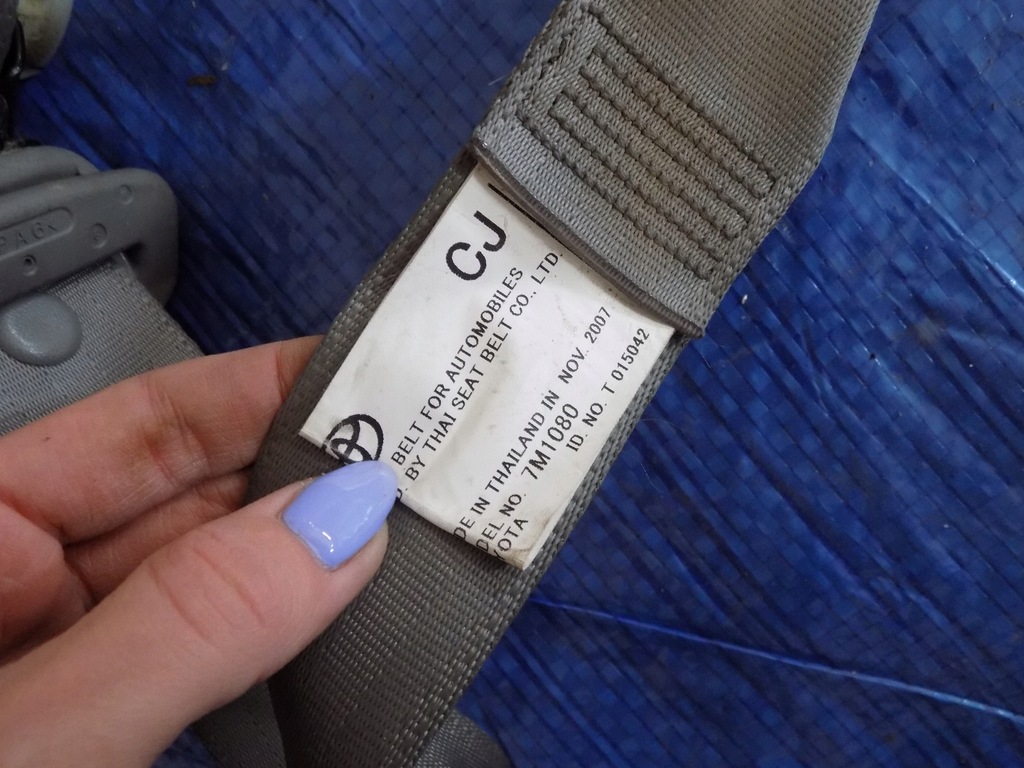 CJ
BELT FOR AUTOMOBILES
BY THAI SEAT BELT CO., LTD.
DE IN THAILAND IN NOV. 2007
DEL NO. 7M1080
YOTA ID. NO. T 015042
PA6